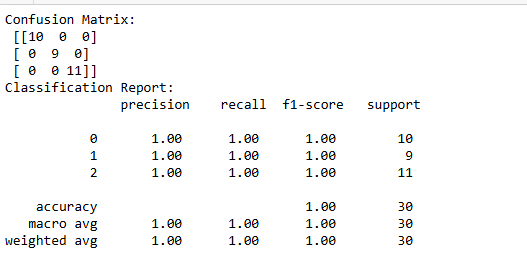 Confusion Matrix:
[[10 0 0]
[ 0 9 0]
[ 0 0 11]]
Classification Report:
precision recall f1-score support
0 1.00 1.00 1.00 10
1 1.00 1.00 1.00 9
2 1.00 1.00 1.00 11
accuracy 1.00 30
macro avg 1.00 1.00 1.00 30
weighted avg 1.00 1.00 1.00 30